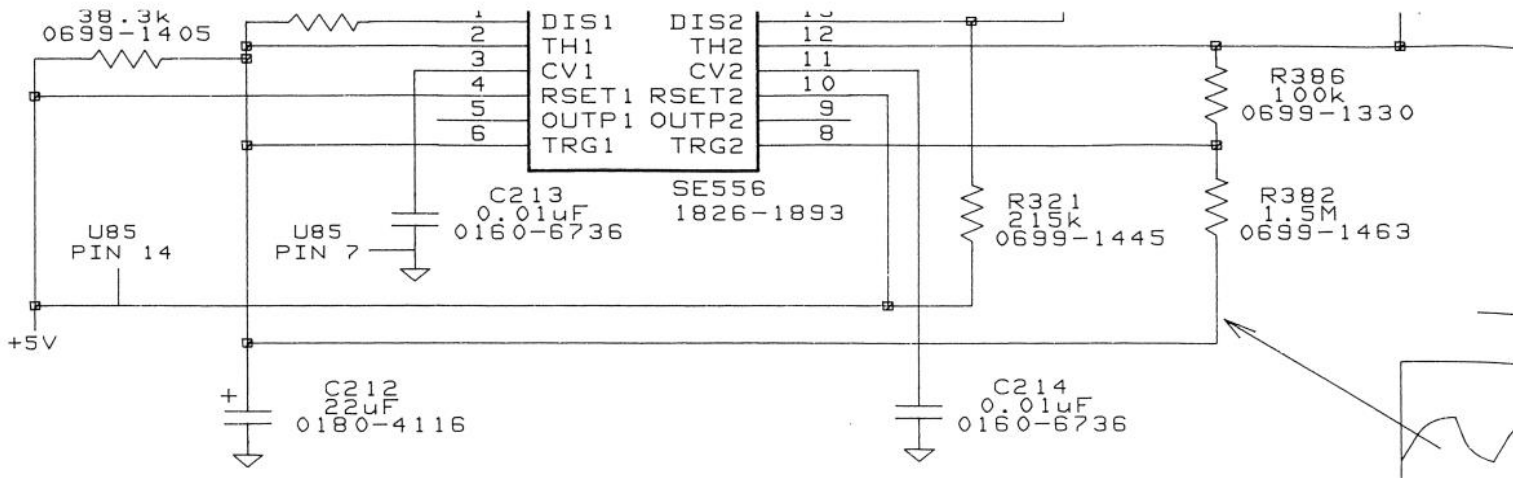 38.3k
0699-1405
1 DIS1 DIS2
2 TH1 TH2 12
3 CV1 CV2 11
4 RSET1 RSET2 10
5 OUTP1 OUTP2 9
6 TRG1 TRG2 8
R386
100k
0699-1330
SE556
1826-1893
C213
0.01uF
0160-6736
R321
215k
0699-1445
R382
1.5M
0699-1463
U85
PIN 14
U85
PIN 7
+5V
+
C212
22uF
0180-4116
C214
0.01uF
0160-6736